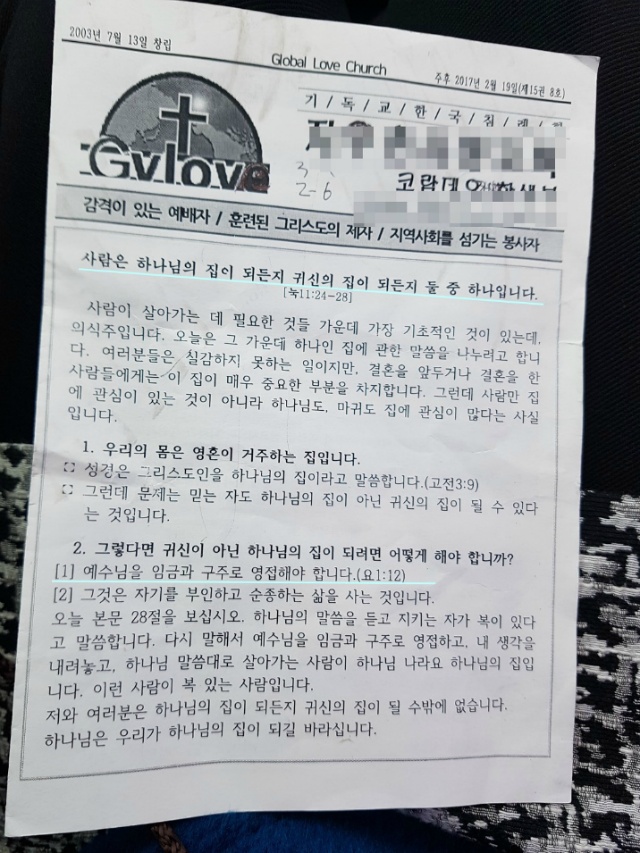 2003년 7월 13일 창립
Global Love Church
주후 2017년 2월 19일(제15권 8호)
기독교한국침례회
Gvlove
2-6
감격이 있는 예배자 / 훈련된 그리스도의 제자 / 지역사회를 섬기는 봉사자
사람은 하나님의 집이 되든지 귀신의 집이 되든지 둘 중 하나입니다.
[눅11:24-28]
사람이 살아가는 데 필요한 것들 가운데 가장 기초적인 것이 있는데,
의식주입니다. 오늘은 그 가운데 하나인 집에 관한 말씀을 나누려고 합니
다. 여러분들은 실감하지 못하는 일이지만, 결혼을 앞두거나 결혼을 한
사람들에게는 이 집이 매우 중요한 부분을 차지합니다. 그런데 사람만 집
에 관심이 있는 것이 아니라 하나님도, 마귀도 집에 관심이 많다는 사실
입니다.
1. 우리의 몸은 영혼이 거주하는 집입니다.
성경은 그리스도인을 하나님의 집이라고 말씀합니다.(고전3:9)
그런데 문제는 믿는 자도 하나님의 집이 아닌 귀신의 집이 될 수 있다
는 것입니다.
2. 그렇다면 귀신이 아닌 하나님의 집이 되려면 어떻게 해야 합니까?
[1] 예수님을 임금과 구주로 영접해야 합니다.(요1:12)
[2] 그것은 자기를 부인하고 순종하는 삶을 사는 것입니다.
오늘 본문 28절을 보십시오. 하나님의 말씀을 듣고 지키는 자가 복이 있다
고 말씀합니다. 다시 말해서 예수님을 임금과 구주로 영접하고, 내 생각을
내려놓고, 하나님 말씀대로 살아가는 사람이 하나님 나라요 하나님의 집입
니다. 이런 사람이 복 있는 사람입니다.
저와 여러분은 하나님의 집이 되든지 귀신의 집이 될 수밖에 없습니다.
하나님은 우리가 하나님의 집이 되길 바라십니다.